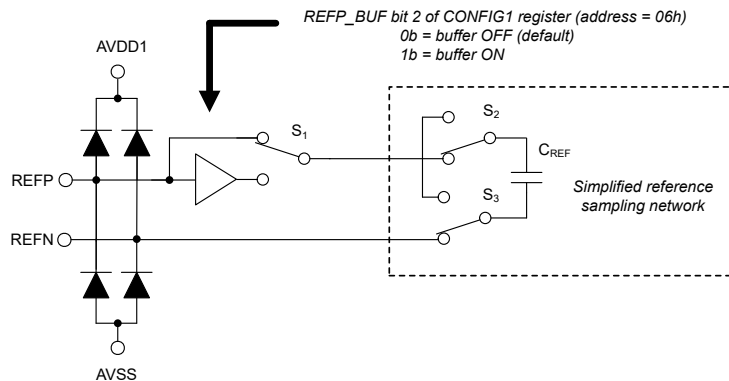 REFP_BUF bit 2 of CONFIG1 register (address = 06h)
0b = buffer OFF (default)
1b = buffer ON
AVDD1
S1
S2
CREF
REFP
S3
Simplified reference
sampling network
REFN
AVSS